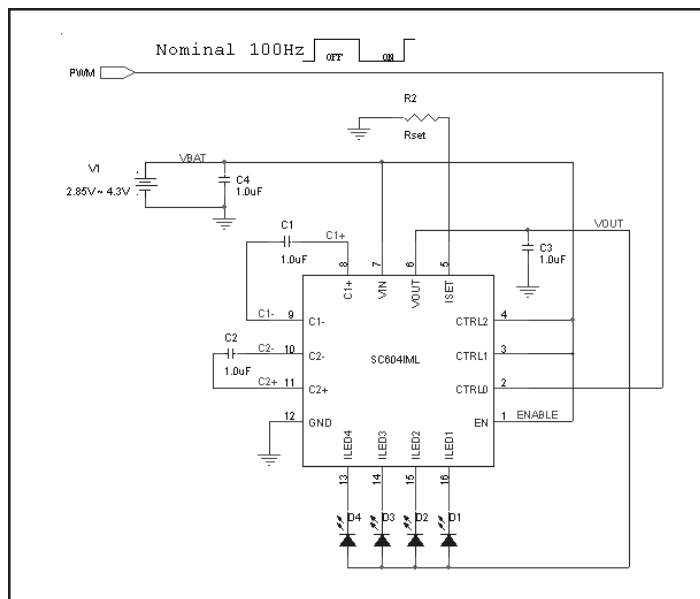 Nominal 100Hz
OFF
ON
PWM
R2
Rset
V1
2.85V ~ 4.3V
VBAT
C4
1.0uF
C1
1.0uF
C1+
VOUT
C3
1.0uF
8
7
6
5
C1+
VIN
VOUT
ISET
C1-
9
C1-
CTRL2
4
C2
1.0uF
C2-
10
C2-
SC604IML
CTRL1
3
C2+
11
C2+
CTRL0
2
12
GND
EN
1
ENABLE
ILED4
ILED3
ILED2
ILED1
13
14
15
16
D4
D3
D2
D1